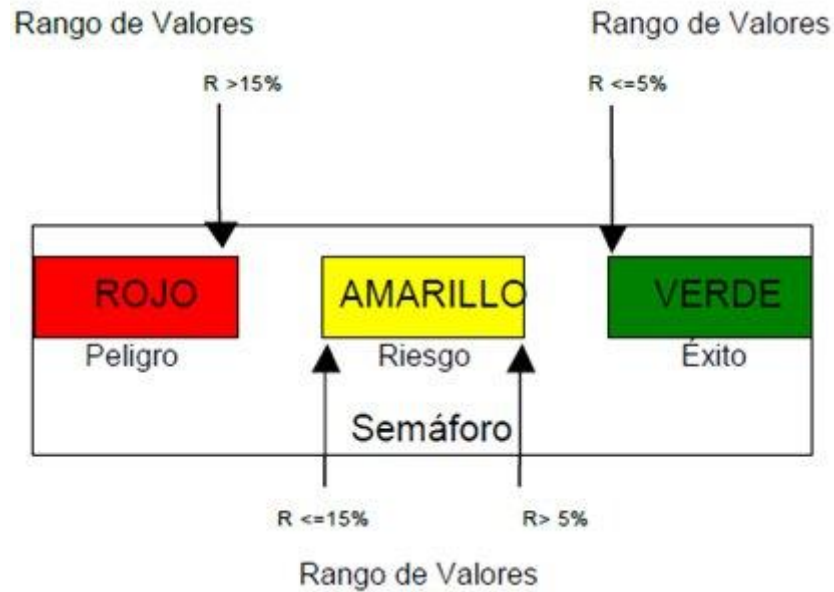 Rango de Valores
Rango de Valores
R >15%
R <=5%
ROJO
AMARILLO
VERDE
Peligro
Riesgo
Éxito
Semáforo
R <=15%
R> 5%
Rango de Valores